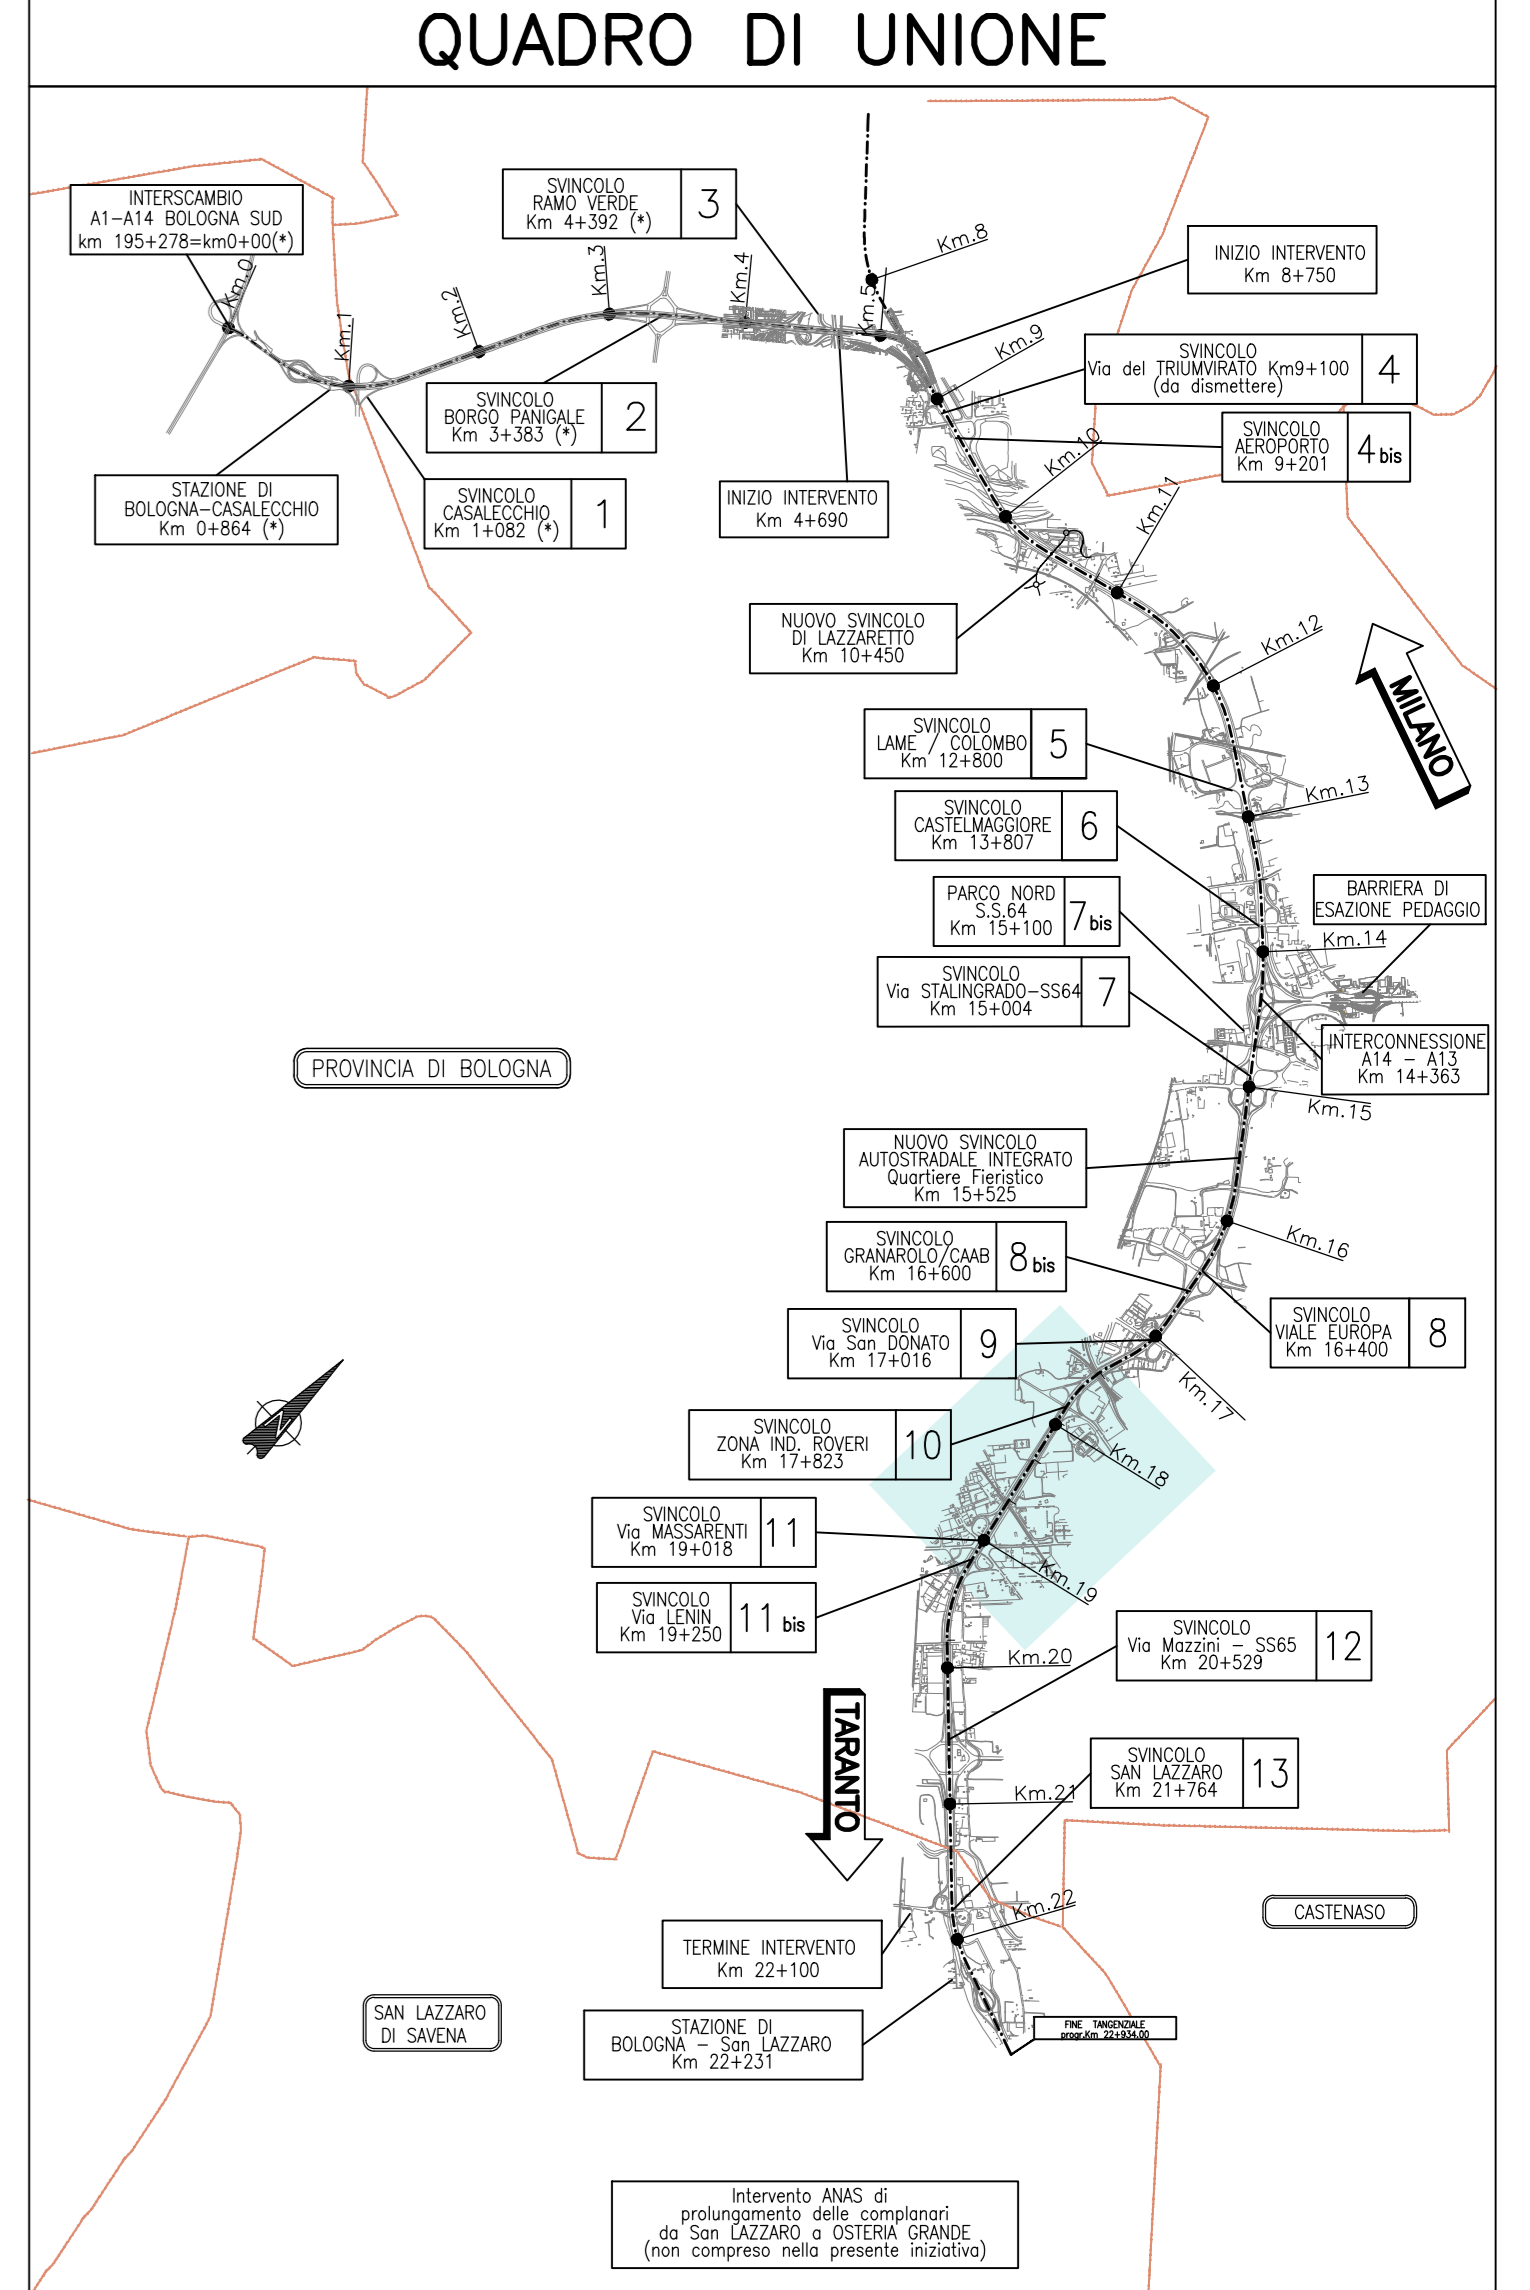 QUADRO DI UNIONE
INTERSCAMBIO
A1-A14 BOLOGNA SUD
km 195+278=km0+00(*)
SVINCOLO
RAMO VERDE
Km 4+392 (*)
3
Km.0
Km.1
Km.2
Km.3
Km.4
Km.5
Km.8
INIZIO INTERVENTO
Km 8+750
Km.9
SVINCOLO
Via del TRIUMVIRATO Km9+100
(da dismettere)
4
SVINCOLO
BORGO PANIGALE
Km 3+383 (*)
2
SVINCOLO
AEROPORTO
Km 9+201
4 bis
Km.10
STAZIONE DI
BOLOGNA-CASALECCHIO
Km 0+864 (*)
SVINCOLO
CASALECCHIO
Km 1+082 (*)
1
INIZIO INTERVENTO
Km 4+690
Km.11
NUOVO SVINCOLO
DI LAZZARETTO
Km 10+450
Km.12
MILANO
SVINCOLO
LAME / COLOMBO
Km 12+800
5
Km.13
SVINCOLO
CASTELMAGGIORE
Km 13+807
6
PARCO NORD
S.S.64
Km 15+100
7 bis
BARRIERA DI
ESAZIONE PEDAGGIO
Km.14
SVINCOLO
Via STALINGRADO-SS64
Km 15+004
7
INTERCONNESSIONE
A14 - A13
Km 14+363
PROVINCIA DI BOLOGNA
Km.15
NUOVO SVINCOLO
AUTOSTRADALE INTEGRATO
Quartiere Fieristico
Km 15+525
Km.16
SVINCOLO
GRANAROLO/CAAB
Km 16+600
8 bis
SVINCOLO
VIALE EUROPA
Km 16+400
8
SVINCOLO
Via San DONATO
Km 17+016
9
Km.17
N
SVINCOLO
ZONA IND. ROVERI
Km 17+823
10
Km.18
SVINCOLO
Via MASSARENTI
Km 19+018
11
Km.19
SVINCOLO
Via LENIN
Km 19+250
11 bis
SVINCOLO
Via Mazzini - SS65
Km 20+529
12
Km.20
TARANTO
SVINCOLO
SAN LAZZARO
Km 21+764
13
Km.21
Km.22
CASTENASO
TERMINE INTERVENTO
Km 22+100
SAN LAZZARO
DI SAVENA
STAZIONE DI
BOLOGNA - San LAZZARO
Km 22+231
FINE TANGENZIALE
progr.Km 22+934.00
Intervento ANAS di
prolungamento delle complanari
da San LAZZARO a OSTERIA GRANDE
(non compreso nella presente iniziativa)